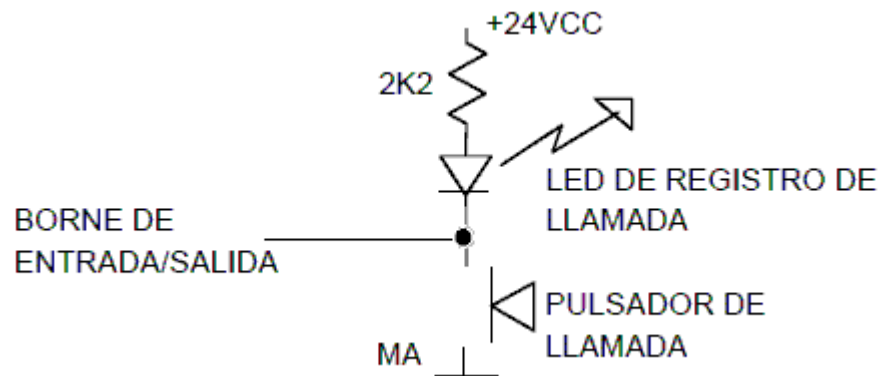 +24VCC
2K2
LED DE REGISTRO DE
LLAMADA
BORNE DE
ENTRADA/SALIDA
PULSADOR DE
LLAMADA
MA